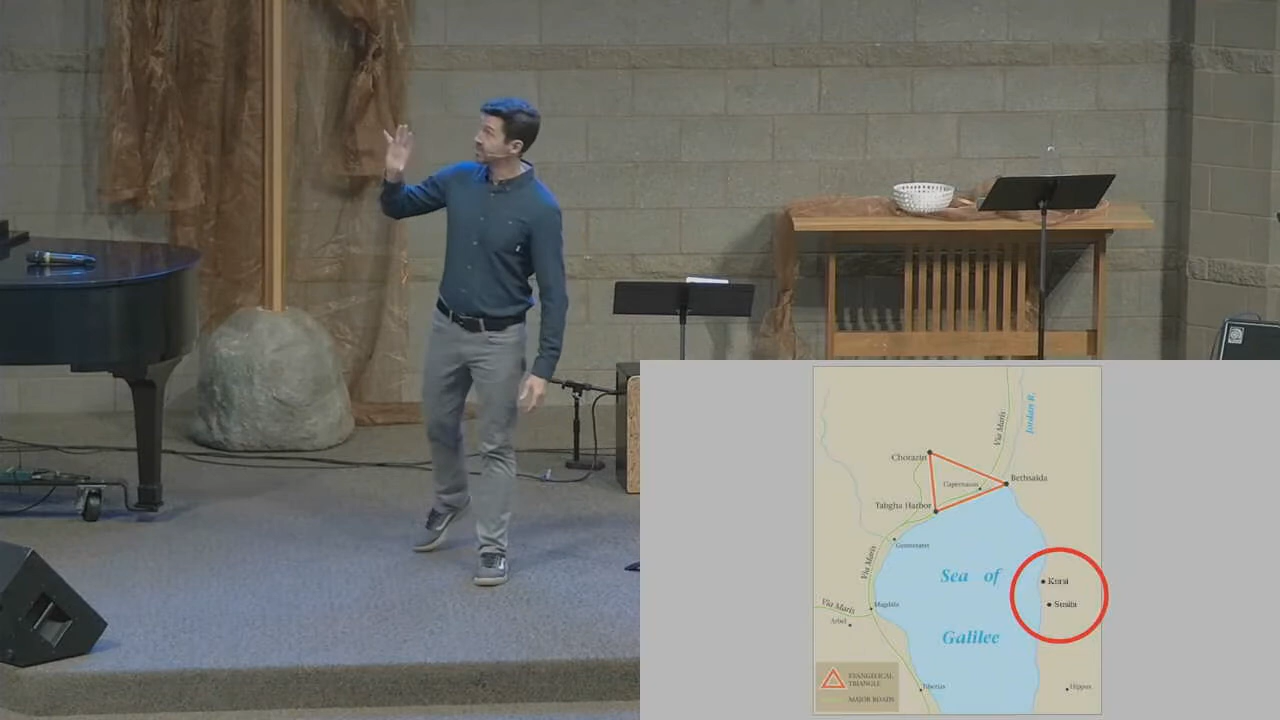 Via Maris
Jordan R.
Chorazin
Capernaum
Bethsaida
Tabgha Harbor
Gennesaret
Via Maris
Sea of
Kursi
Susita
Via Maris
Magdala
Arbel
Galilee
EVANGELICAL
TRIANGLE
MAJOR ROADS
Tiberias
Hippus